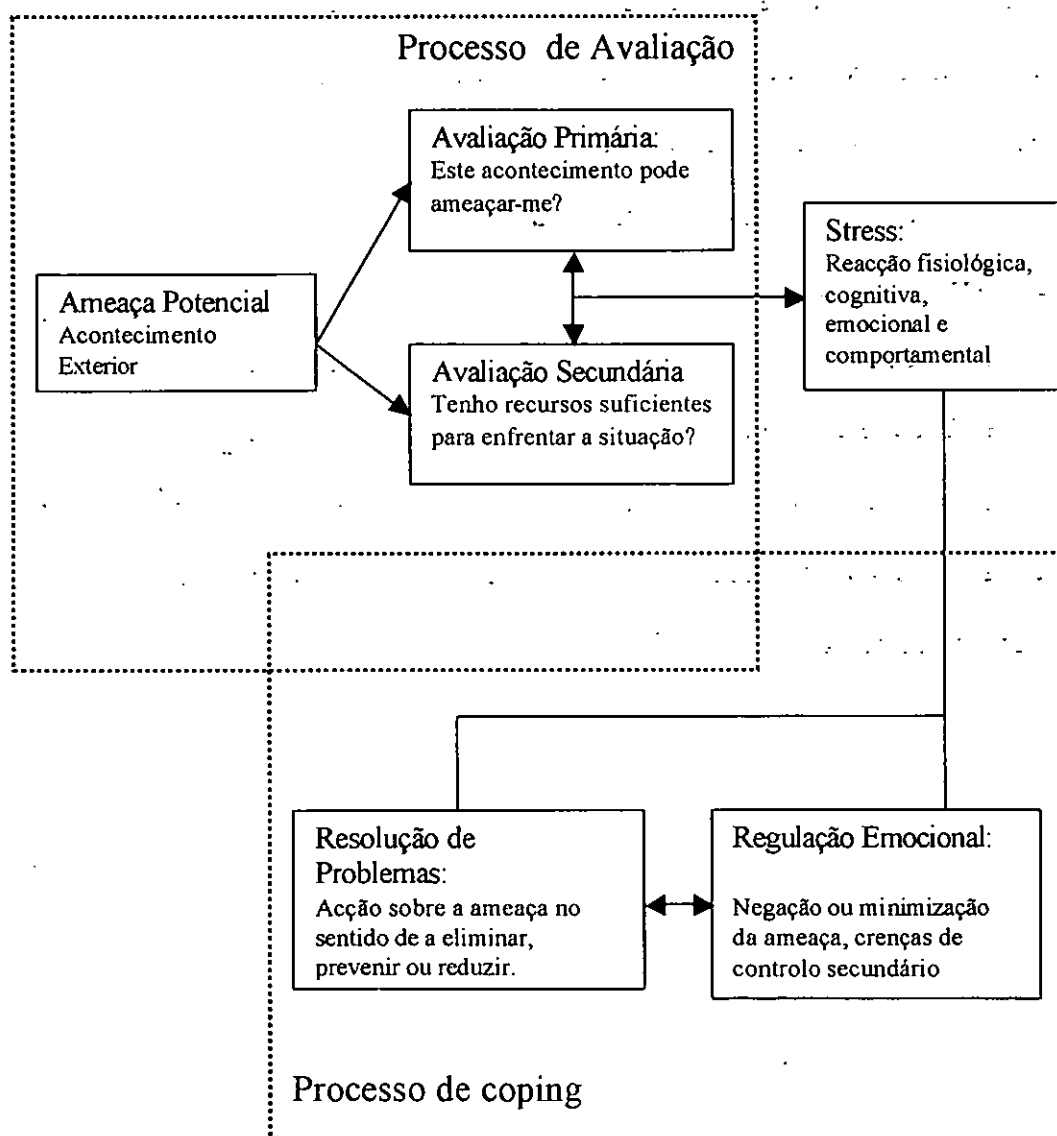 Processo de Avaliação
Avaliação Primária:
Este acontecimento pode
ameaçar-me?
Ameaça Potencial
Acontecimento
Exterior
Avaliação Secundária
Tenho recursos suficientes
para enfrentar a situação?
Stress:
Reacção fisiológica,
cognitiva,
emocional e
comportamental
Resolução de
Problemas:
Acção sobre a ameaça no
sentido de a eliminar,
prevenir ou reduzir.
Regulação Emocional:
Negação ou minimização
da ameaça, crenças de
controlo secundário
Processo de coping